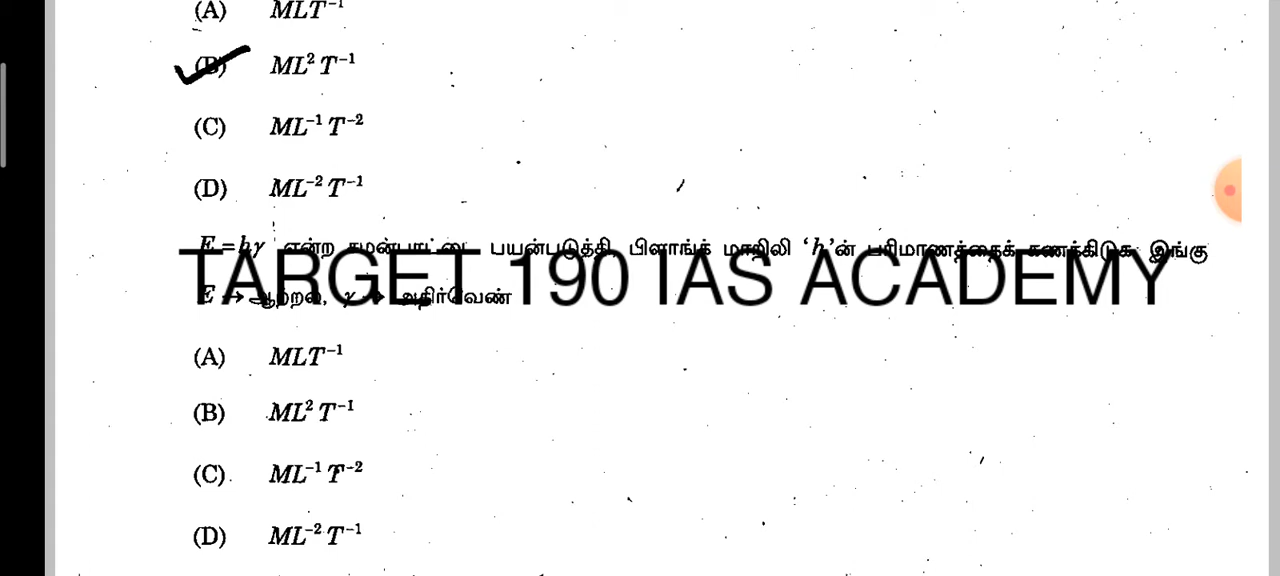 (A) MLT⁻¹
(B) ML² T⁻¹
(C) ML⁻¹ T⁻²
(D) ML⁻² T⁻¹
E = hγ என்ற சமன்பாட்டை பயன்படுத்தி, பிளாங்க் மாறிலி ‘h’ன் பரிமாணத்தைக் கணக்கிடுக. இங்கு
TARGET 190 IAS ACADEMY
E → ஆற்றல், γ → அதிர்வெண்
(A) MLT⁻¹
(B) ML² T⁻¹
(C) ML⁻¹ T⁻²
(D) ML⁻² T⁻¹